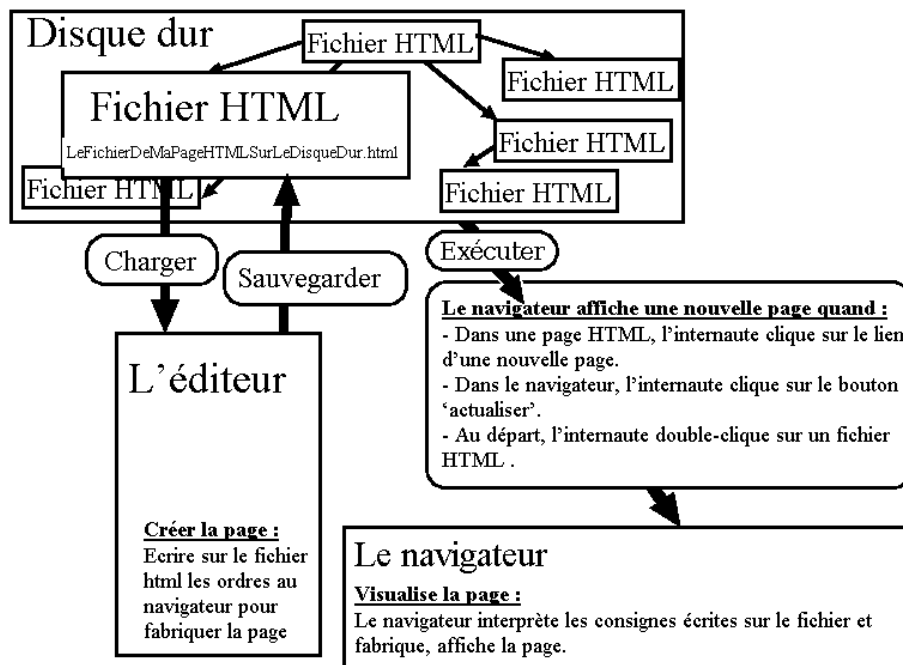 Disque dur
Fichier HTML
Fichier HTML
Fichier HTML
LeFichierDeMaPageHTMLSurLeDisqueDur.html
Fichier HTML
Fichier HTML
Fichier HTML
Charger
Sauvegarder
Exécuter
Le navigateur affiche une nouvelle page quand :
- Dans une page HTML, l’internaute clique sur le lien
d’une nouvelle page.
- Dans le navigateur, l’internaute clique sur le bouton
‘actualiser’.
- Au départ, l’internaute double-clique sur un fichier
HTML .
L’éditeur
Créer la page :
Ecrire sur le fichier
html les ordres au
navigateur pour
fabriquer la page
Le navigateur
Visualise la page :
Le navigateur interprète les consignes écrites sur le fichier et
fabrique, affiche la page.